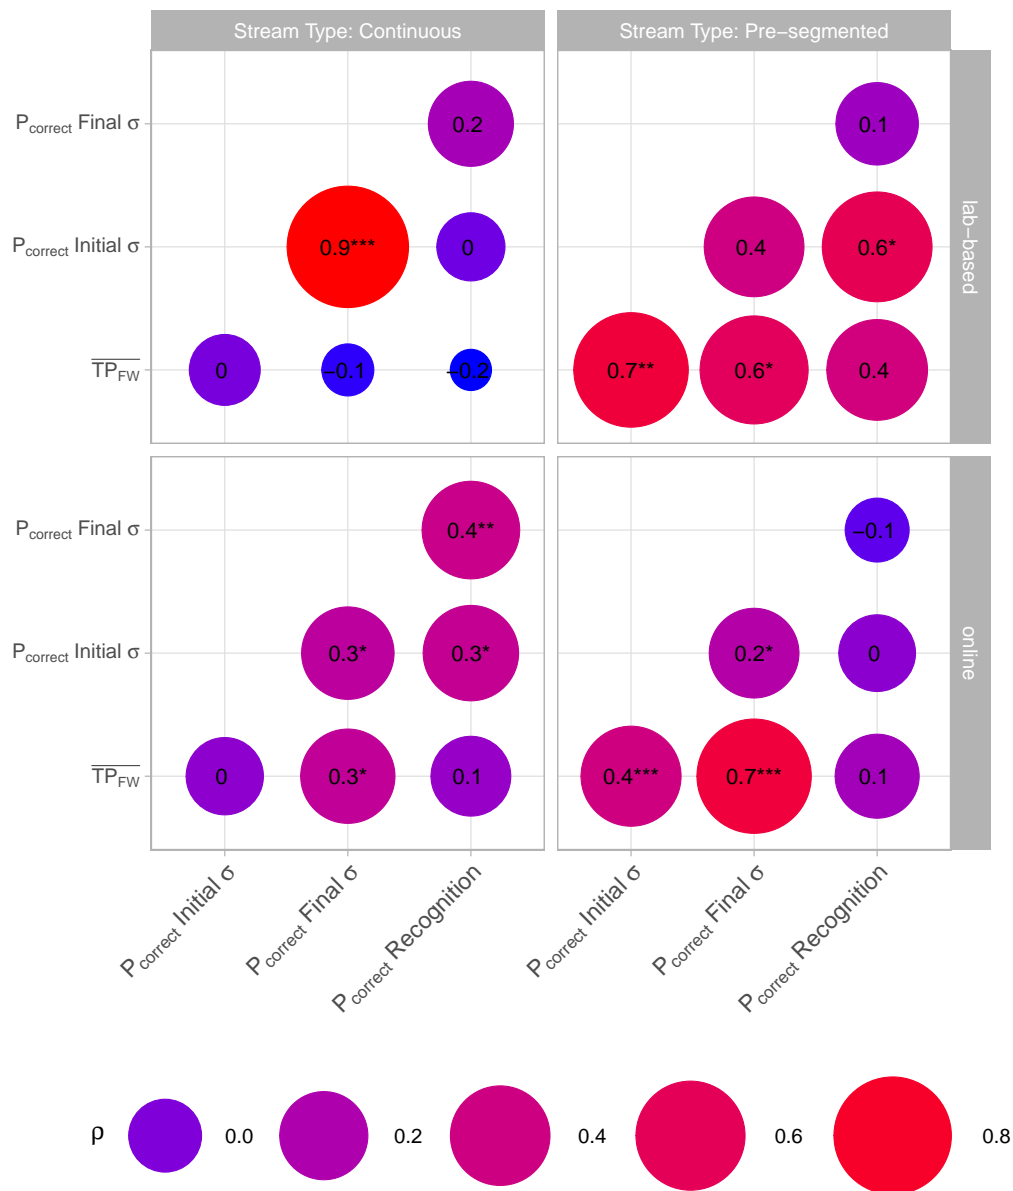 Stream Type: Continuous Stream Type: Pre−segmented
Pcorrect Final σ 0.2 0.1
Pcorrect Initial σ 0.9*** 0 0.4 0.6*
lab−based
TPFW 0 −0.1 −0.2 0.7** 0.6* 0.4
Pcorrect Final σ 0.4** −0.1
Pcorrect Initial σ 0.3* 0.3* 0.2* 0
online
TPFW 0 0.3* 0.1 0.4*** 0.7*** 0.1
Pcorrect Initial σ
Pcorrect Final σ
Pcorrect Recognition
Pcorrect Initial σ
Pcorrect Final σ
Pcorrect Recognition
ρ 0.0 0.2 0.4 0.6 0.8